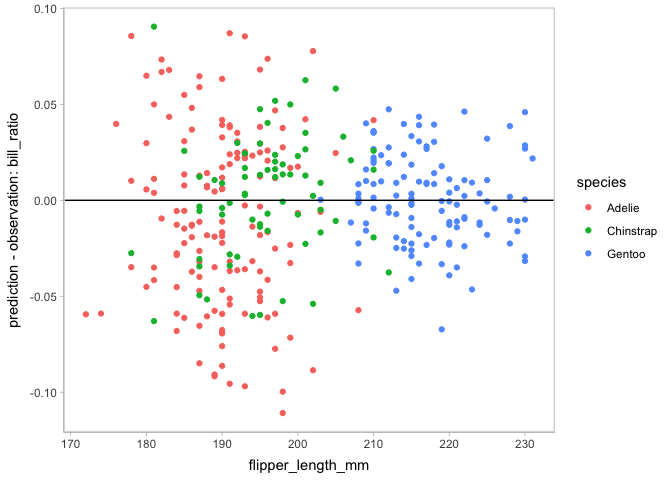 0.10
0.05
0.00
-0.05
-0.10
prediction - observation: bill_ratio
170 180 190 200 210 220 230
flipper_length_mm
species
Adelie
Chinstrap
Gentoo